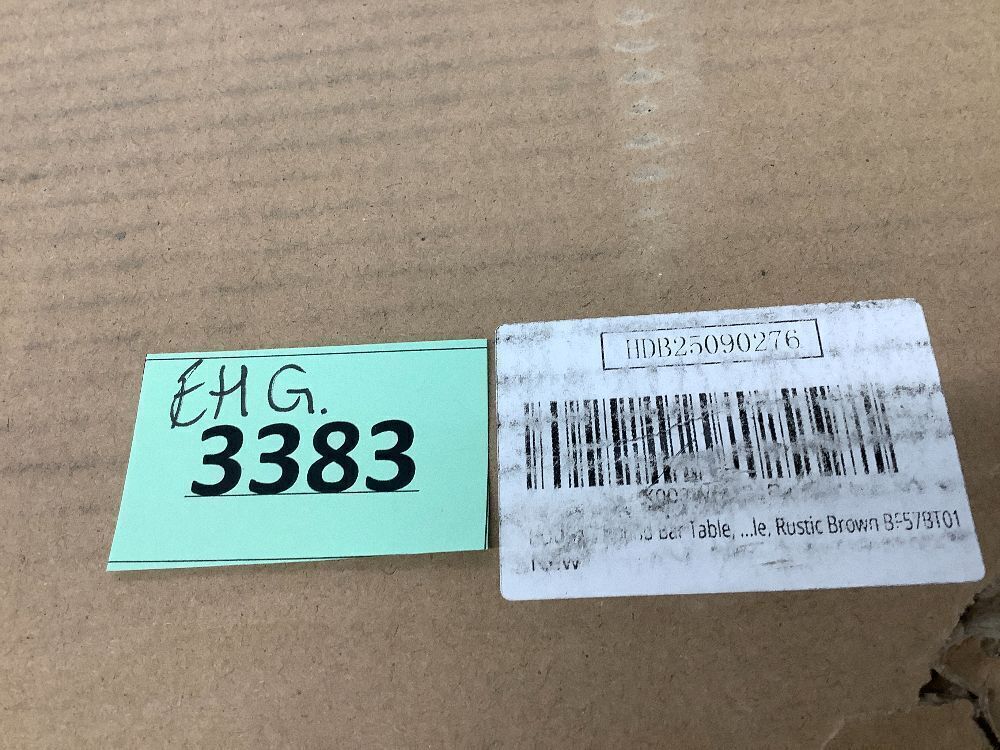 EHG.
3383
HDB25090276
Bar Table, ...le, Rustic Brown BF57BT01